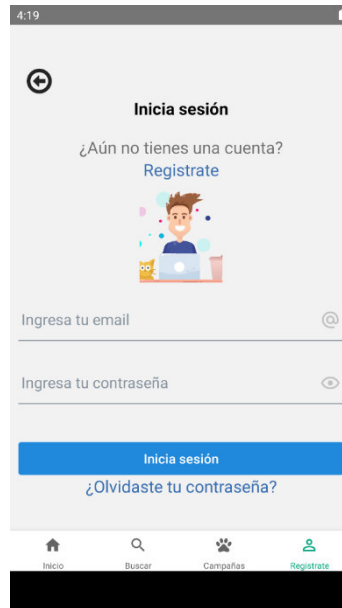 4:19
Inicia sesión
¿Aún no tienes una cuenta?
Registrate
Ingresa tu email
Ingresa tu contraseña
Inicia sesión
¿Olvidaste tu contraseña?
Inicio
Buscar
Campañas
Registrate